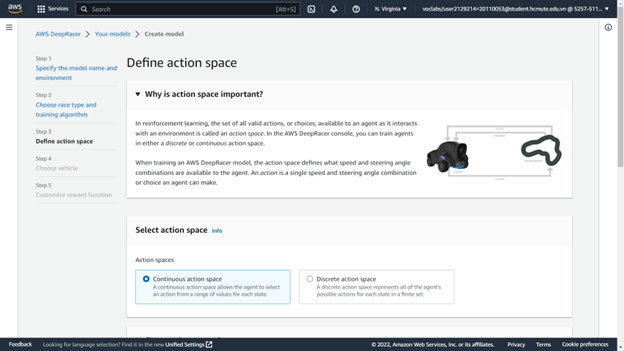 aws
Services
Search
[Alt+S]
N. Virginia
voclabs/user2129214=20110053@student.hcmute.edu.vn @ 5257-511...
AWS DeepRacer
Your models
Create model
Step 1
Specify the model name and
environment
Step 2
Choose race type and
training algorithm
Step 3
Define action space
Step 4
Choose vehicle
Step 5
Customize reward function
Define action space
Why is action space important?
In reinforcement learning, the set of all valid actions, or choices, available to an agent as it interacts
with an environment is called an action space. In the AWS DeepRacer console, you can train agents
in either a discrete or continuous action space.
When training an AWS DeepRacer model, the action space defines what speed and steering angle
combinations are available to the agent. An action is a single speed and steering angle combination
or choice an agent can make.
Select action space Info
Action spaces
Continuous action space
A continuous action space allows the agent to select
an action from a range of values for each state.
Discrete action space
A discrete action space represents all of the agent's
possible actions for each state in a finite set.
Feedback
Looking for language selection? Find it in the new Unified Settings
© 2022, Amazon Web Services, Inc. or its affiliates.
Privacy
Terms
Cookie preferences